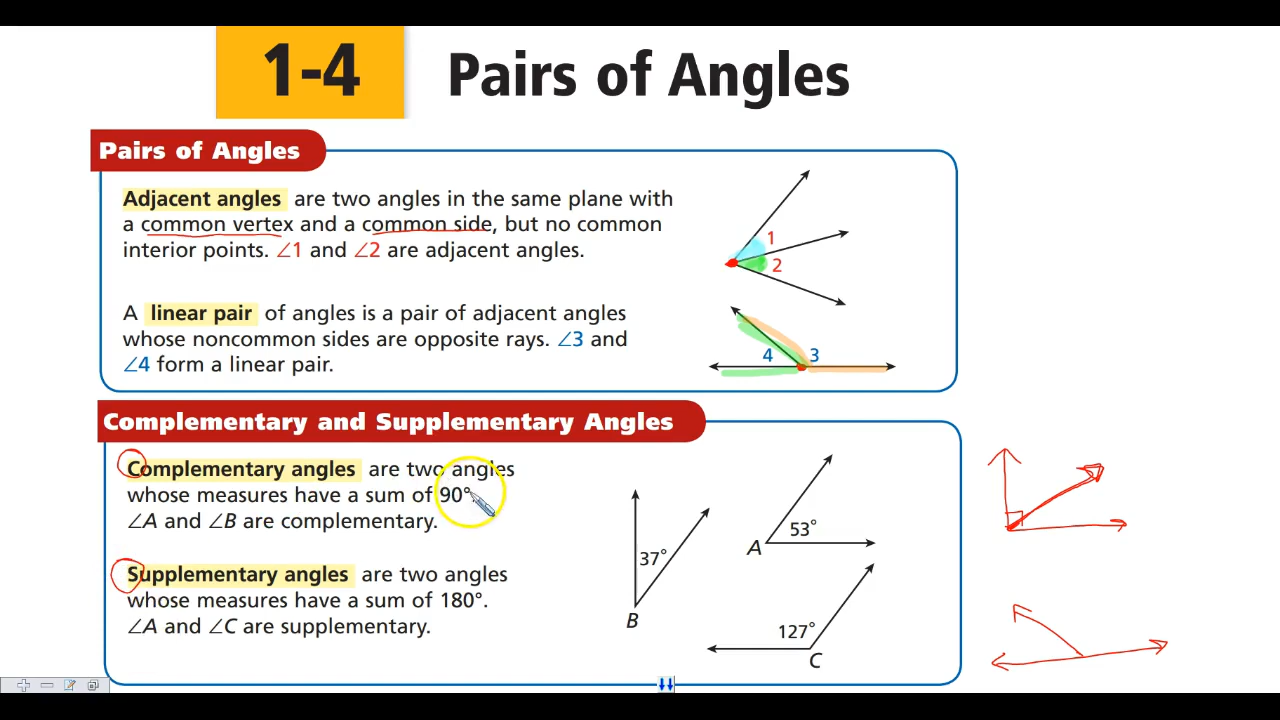 1-4 Pairs of Angles
Pairs of Angles
Adjacent angles are two angles in the same plane with
a common vertex and a common side, but no common
interior points. ∠1 and ∠2 are adjacent angles.
1
2
A linear pair of angles is a pair of adjacent angles
whose noncommon sides are opposite rays. ∠3 and
∠4 form a linear pair.
4 3
Complementary and Supplementary Angles
Complementary angles are two angles
whose measures have a sum of 90°
∠A and ∠B are complementary.
Supplementary angles are two angles
whose measures have a sum of 180°.
∠A and ∠C are supplementary.
37°
B
53°
A
127°
C